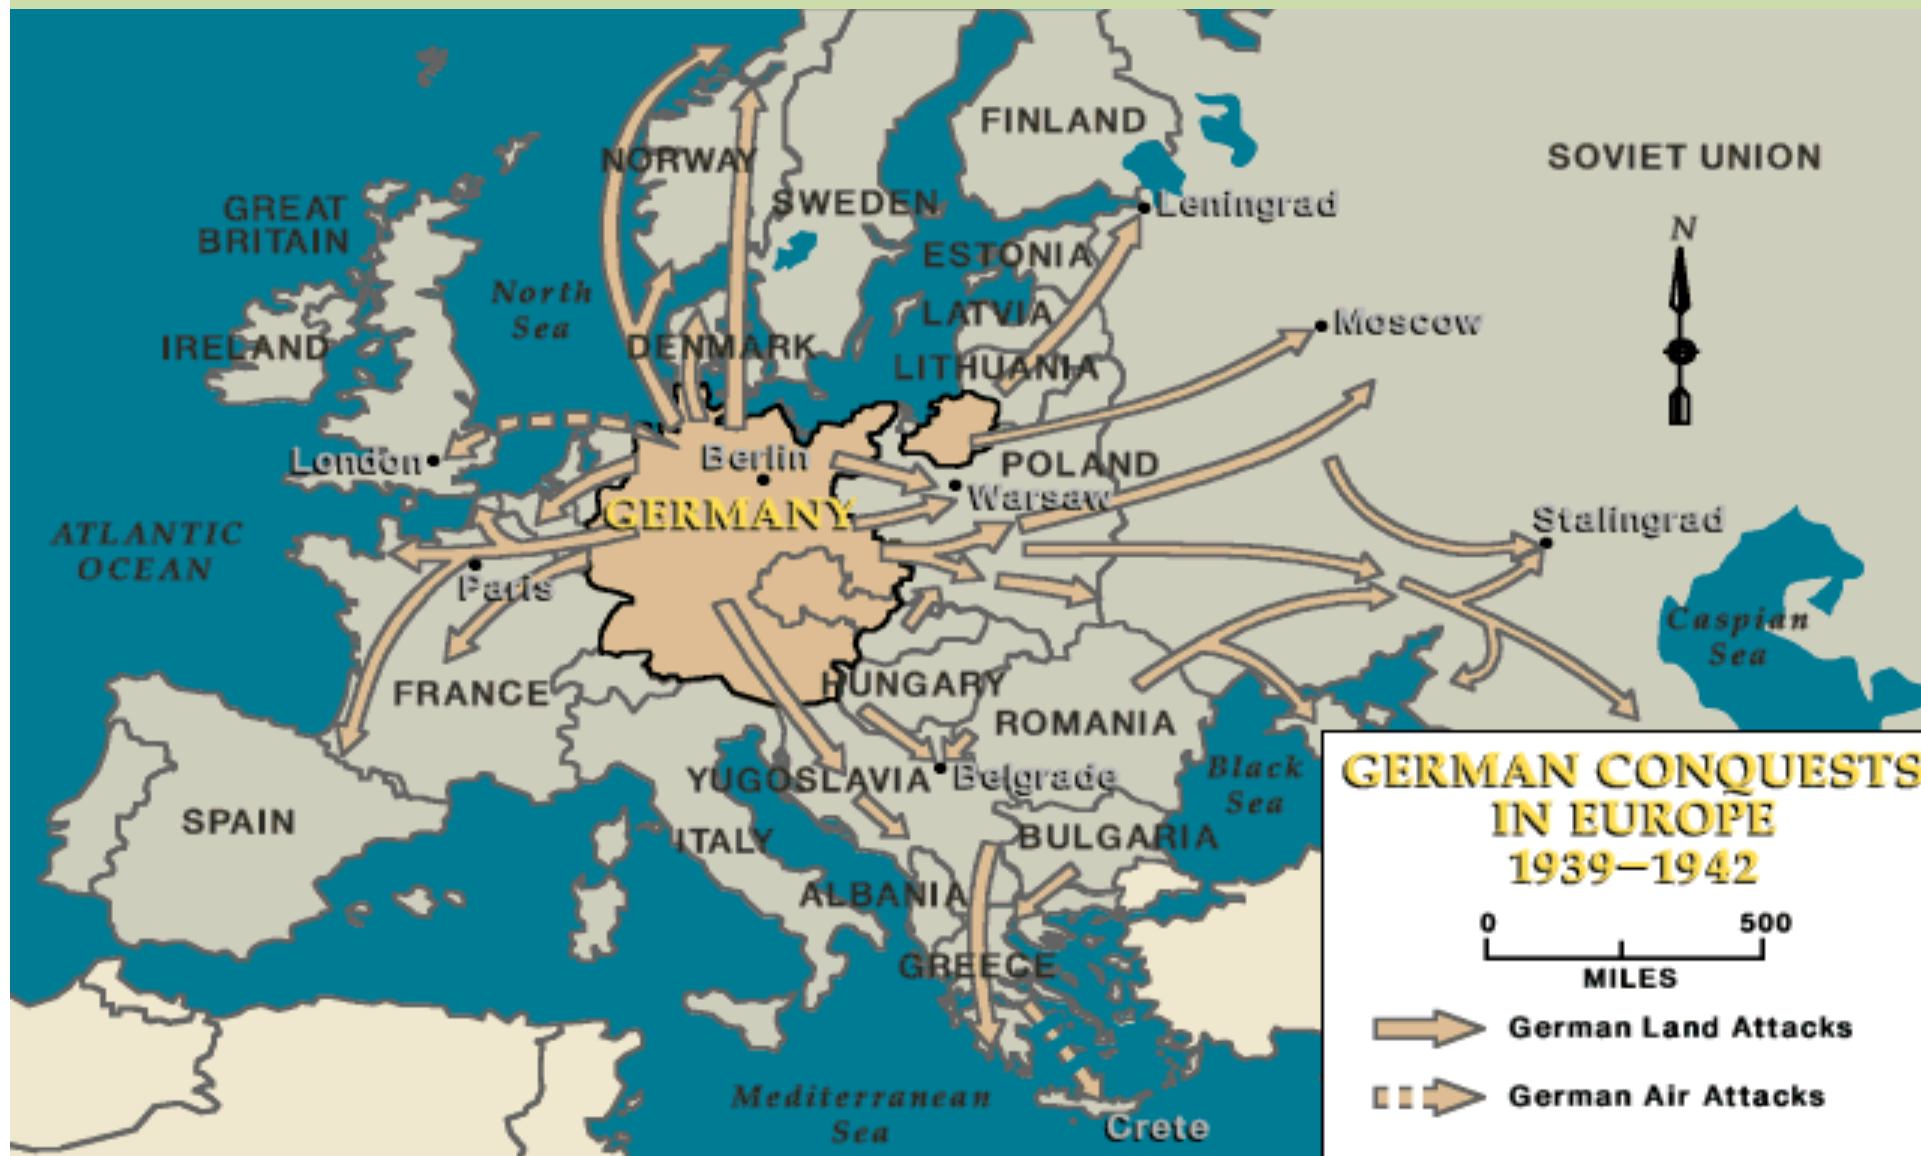 FINLAND
SOVIET UNION
NORWAY
SWEDEN
Leningrad
GREAT
BRITAIN
N
ESTONIA
North
Sea
LATVIA
Moscow
IRELAND
DENMARK
LITHUANIA
London
Berlin
POLAND
Warsaw
GERMANY
Stalingrad
ATLANTIC
OCEAN
Paris
Caspian
Sea
FRANCE
HUNGARY
ROMANIA
YUGOSLAVIA
Belgrade
Black
Sea
SPAIN
ITALY
BULGARIA
ALBANIA
GREECE
Mediterranean
Sea
Crete
GERMAN CONQUESTS
IN EUROPE
1939–1942
0 500
MILES
German Land Attacks
German Air Attacks